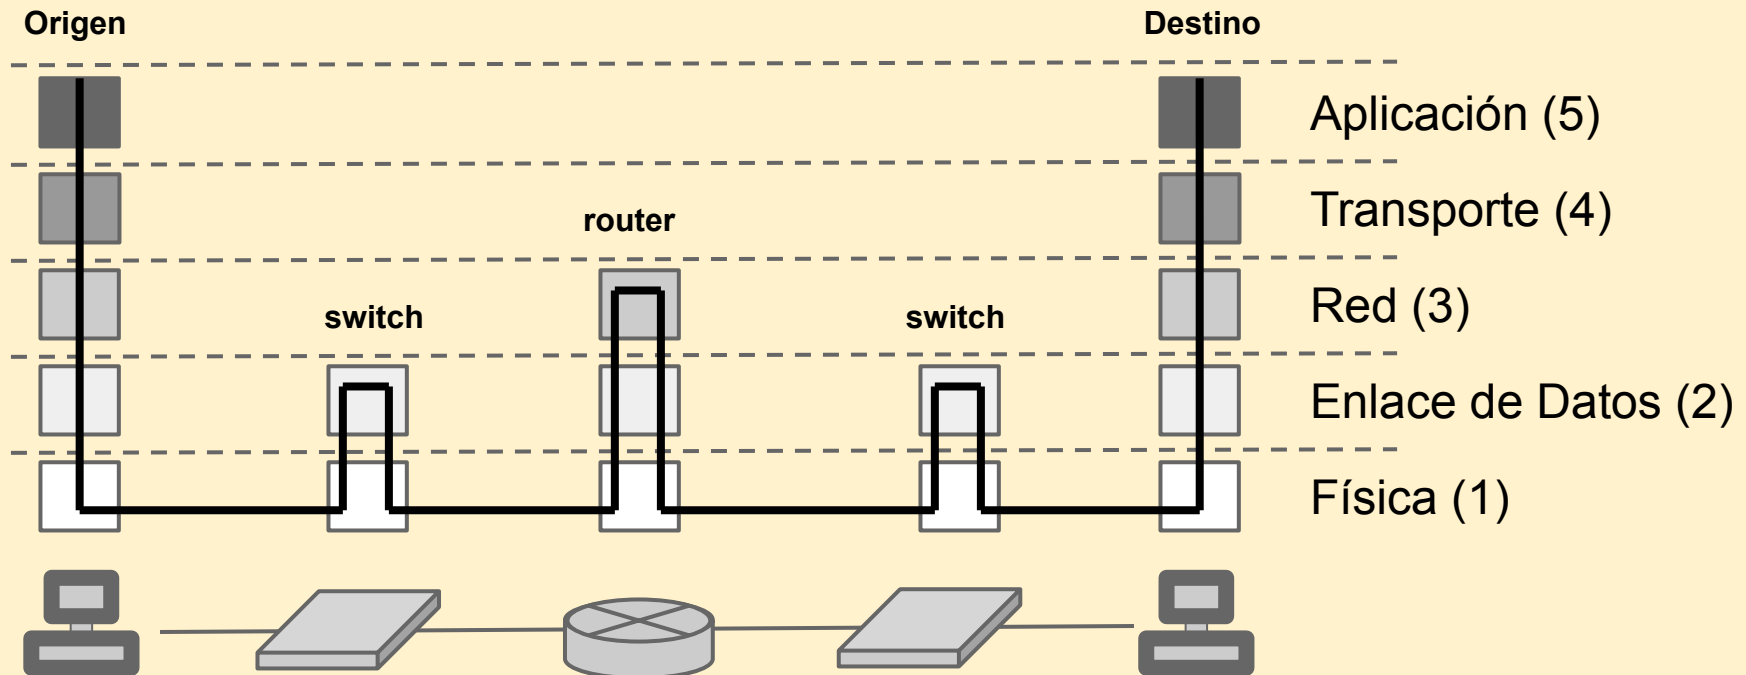 Origen
Destino
Aplicación (5)
Transporte (4)
router
Red (3)
switch
switch
Enlace de Datos (2)
Física (1)